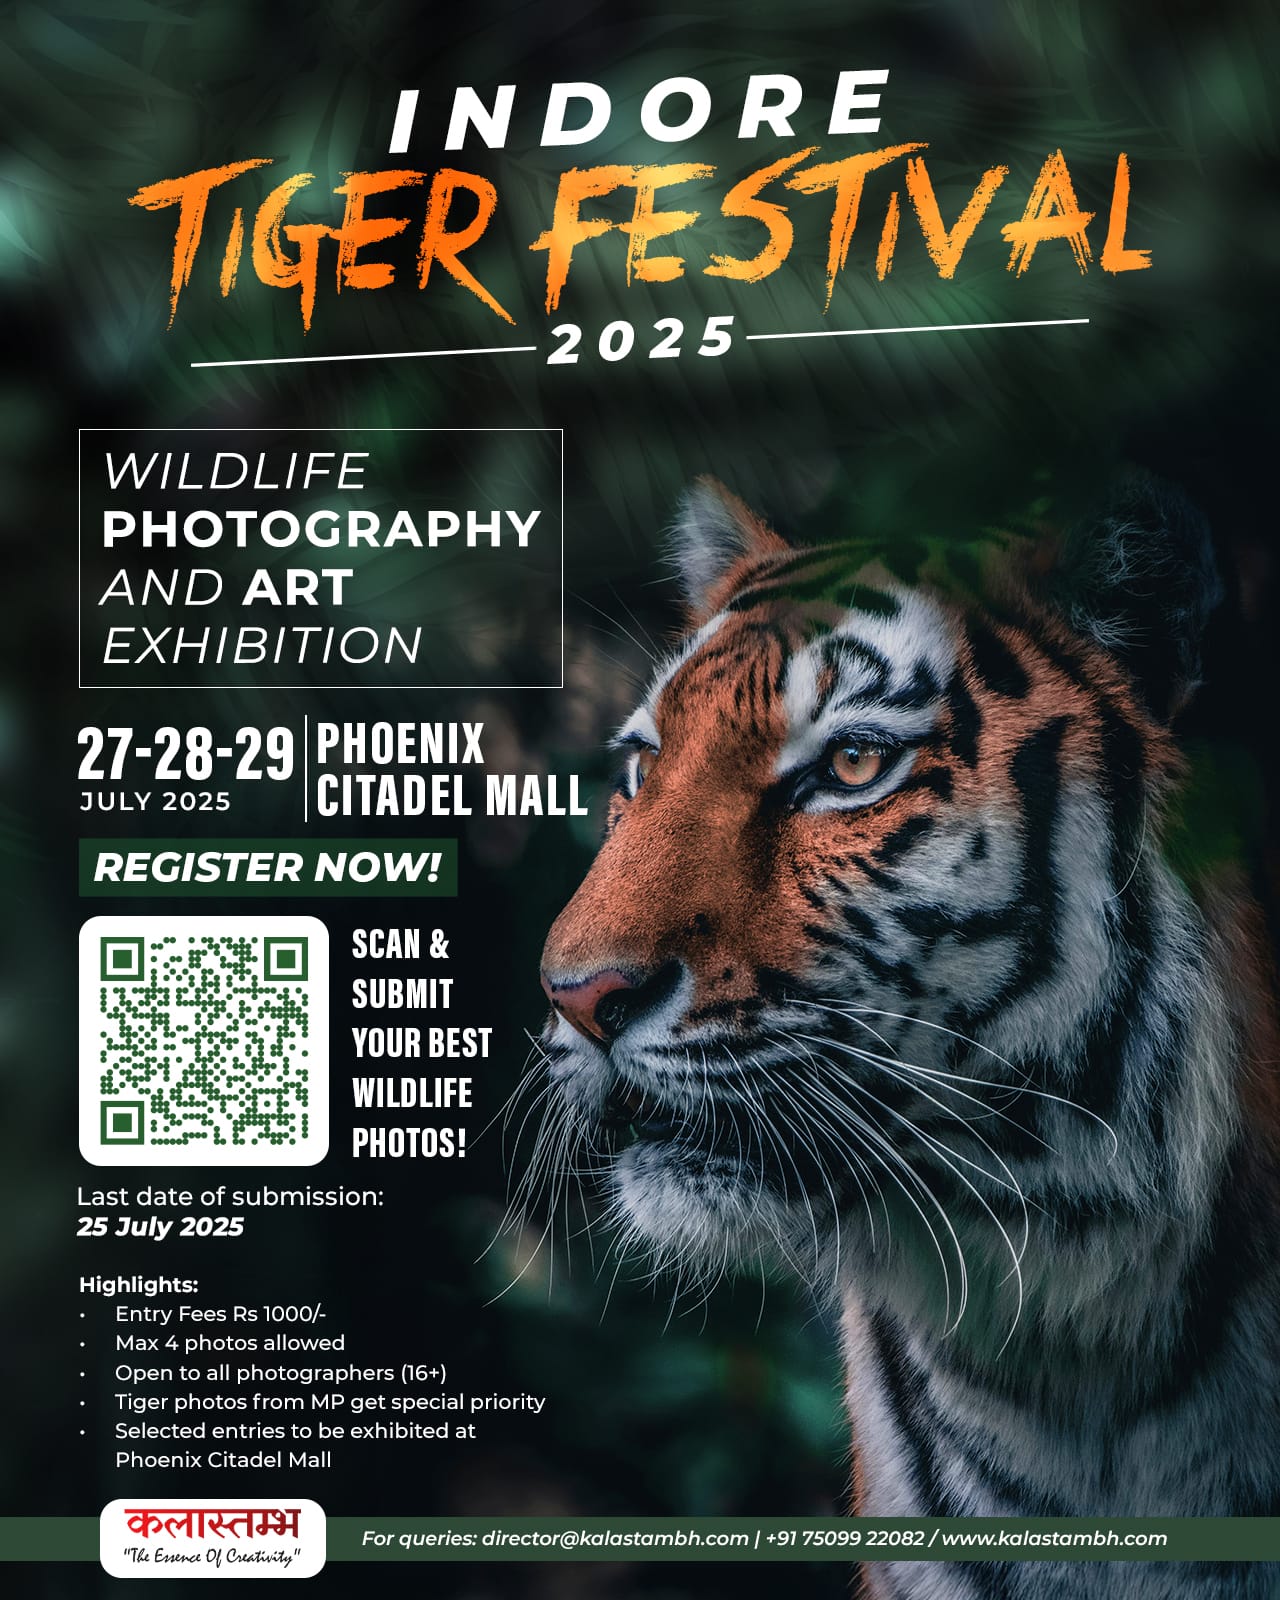 INDORE
TIGER FESTIVAL
2025
WILDLIFE
PHOTOGRAPHY
AND ART
EXHIBITION
27-28-29
JULY 2025
PHOENIX
CITADEL MALL
REGISTER NOW!
SCAN &
SUBMIT
YOUR BEST
WILDLIFE
PHOTOS!
Last date of submission:
25 July 2025
Highlights:
• Entry Fees Rs 1000/-
• Max 4 photos allowed
• Open to all photographers (16+)
• Tiger photos from MP get special priority
• Selected entries to be exhibited at
Phoenix Citadel Mall
कलास्तम्भ
"The Essence Of Creativity"
For queries: director@kalastambh.com | +91 75099 22082 / www.kalastambh.com